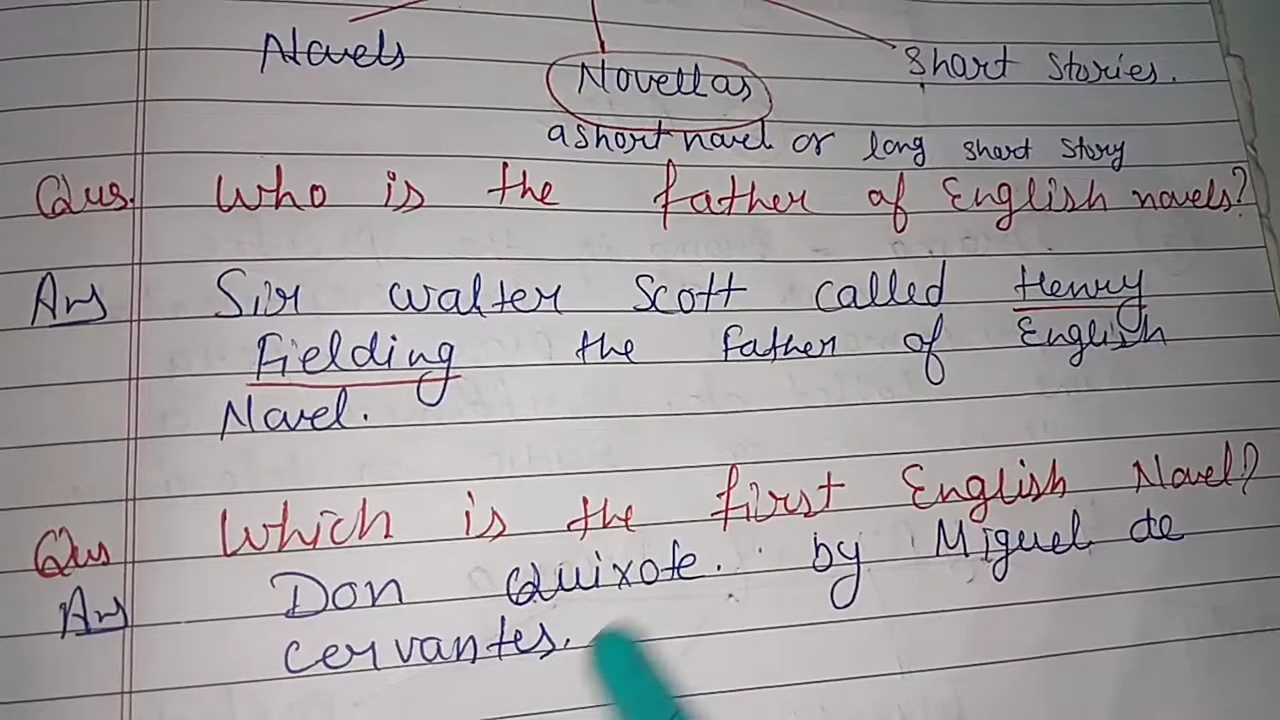 Novels
Novellas
Short Stories.
a short novel or long short story
Qus. Who is the father of English novels?
Ans Sir Walter Scott called Henry
Fielding the father of English
Novel.
Qus Which is the first English Novel?
Ans Don Quixote. by Miguel de
cervantes.